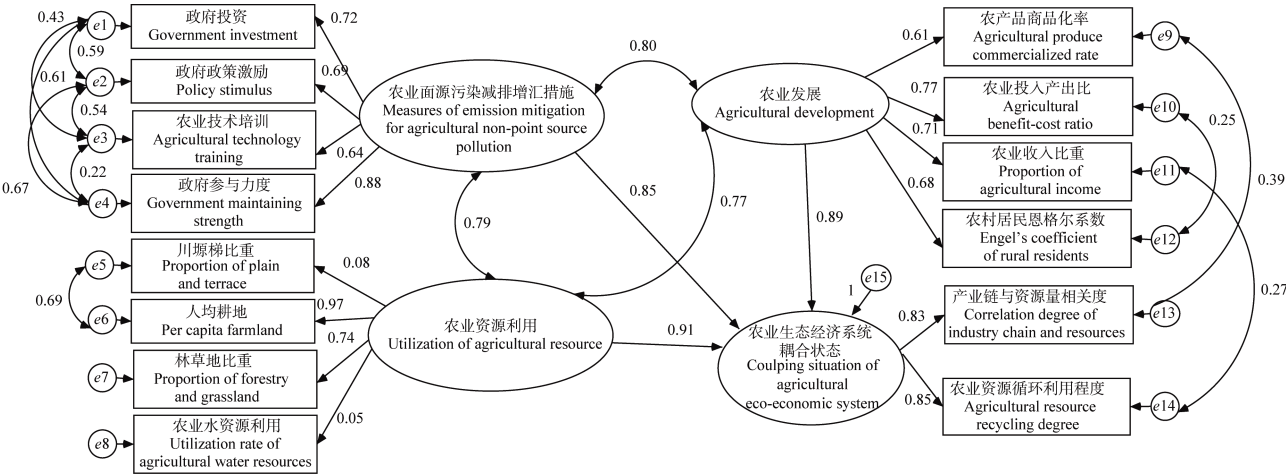 0.43
e1
政府投资
Government investment
0.72
0.59
0.61
e2
政府政策激励
Policy stimulus
0.69
0.54
e3
农业技术培训
Agricultural technology
training
0.64
0.22
0.67
e4
政府参与力度
Government maintaining
strength
0.88
e5
川塬梯比重
Proportion of plain
and terrace
0.08
0.69
e6
人均耕地
Per capita farmland
0.97
e7
林草地比重
Proportion of forestry
and grassland
0.74
e8
农业水资源利用
Utilization rate of
agricultural water resources
0.05
农业面源污染减排增汇措施
Measures of emission mitigation
for agricultural non-point source
pollution
0.80
0.79
0.85
0.77
农业资源利用
Utilization of agricultural resource
0.91
农业发展
Agricultural development
0.89
1
e15
农业生态经济系统
耦合状态
Coulping situation of
agricultural
eco-economic system
0.61
农产品商品化率
Agricultural produce
commercialized rate
e9
0.77
农业投入产出比
Agricultural
benefit-cost ratio
e10
0.25
0.71
农业收入比重
Proportion of
agricultural income
e11
0.39
0.68
农村居民恩格尔系数
Engel's coefficient
of rural residents
e12
0.27
0.83
产业链与资源量相关度
Correlation degree of
industry chain and resources
e13
0.85
农业资源循环利用程度
Agricultural resource
recycling degree
e14